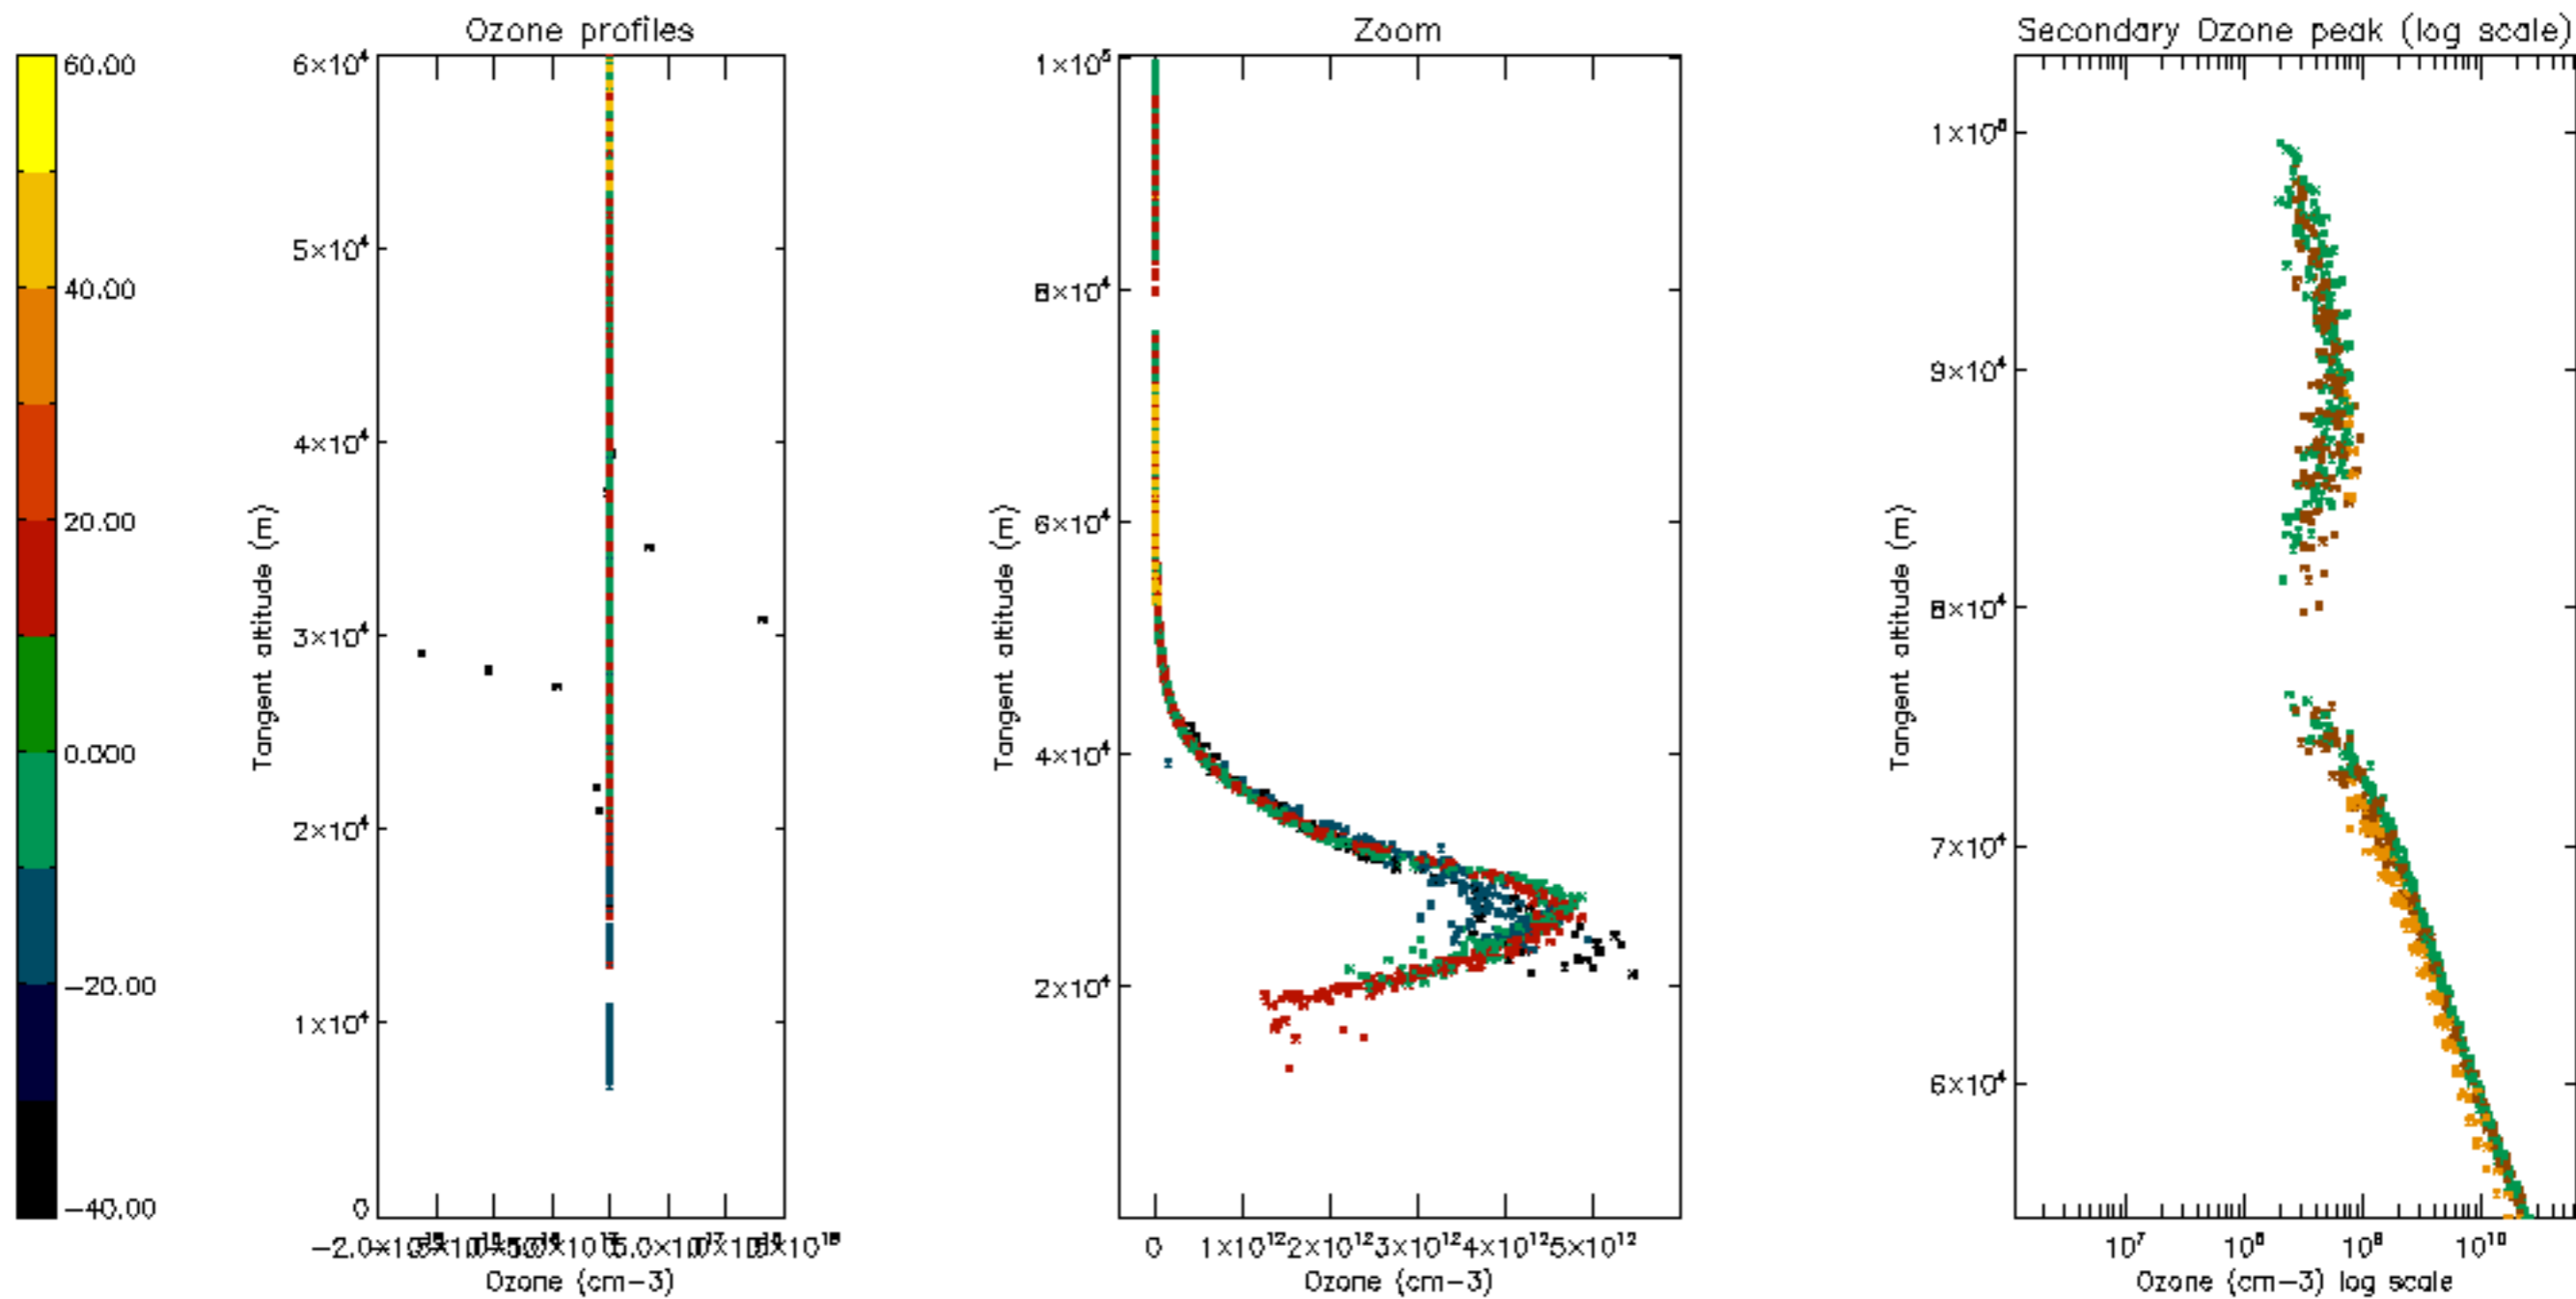 Ozone profiles
Zoom
Secondary Ozone peak (log scale)
60.00
40.00
20.00
0.000
−20.00
−40.00
6×10⁴
5×10⁴
4×10⁴
3×10⁴
2×10⁴
1×10⁴
0
Tangent altitude (m)
Ozone (cm−3)
1×10⁵
8×10⁴
6×10⁴
4×10⁴
2×10⁴
Tangent altitude (m)
0 1×10¹² 2×10¹² 3×10¹² 4×10¹² 5×10¹²
Ozone (cm−3)
9×10⁴
8×10⁴
7×10⁴
6×10⁴
Tangent altitude (m)
10⁷ 10⁸ 10⁹ 10¹⁰
Ozone (cm−3) log scale